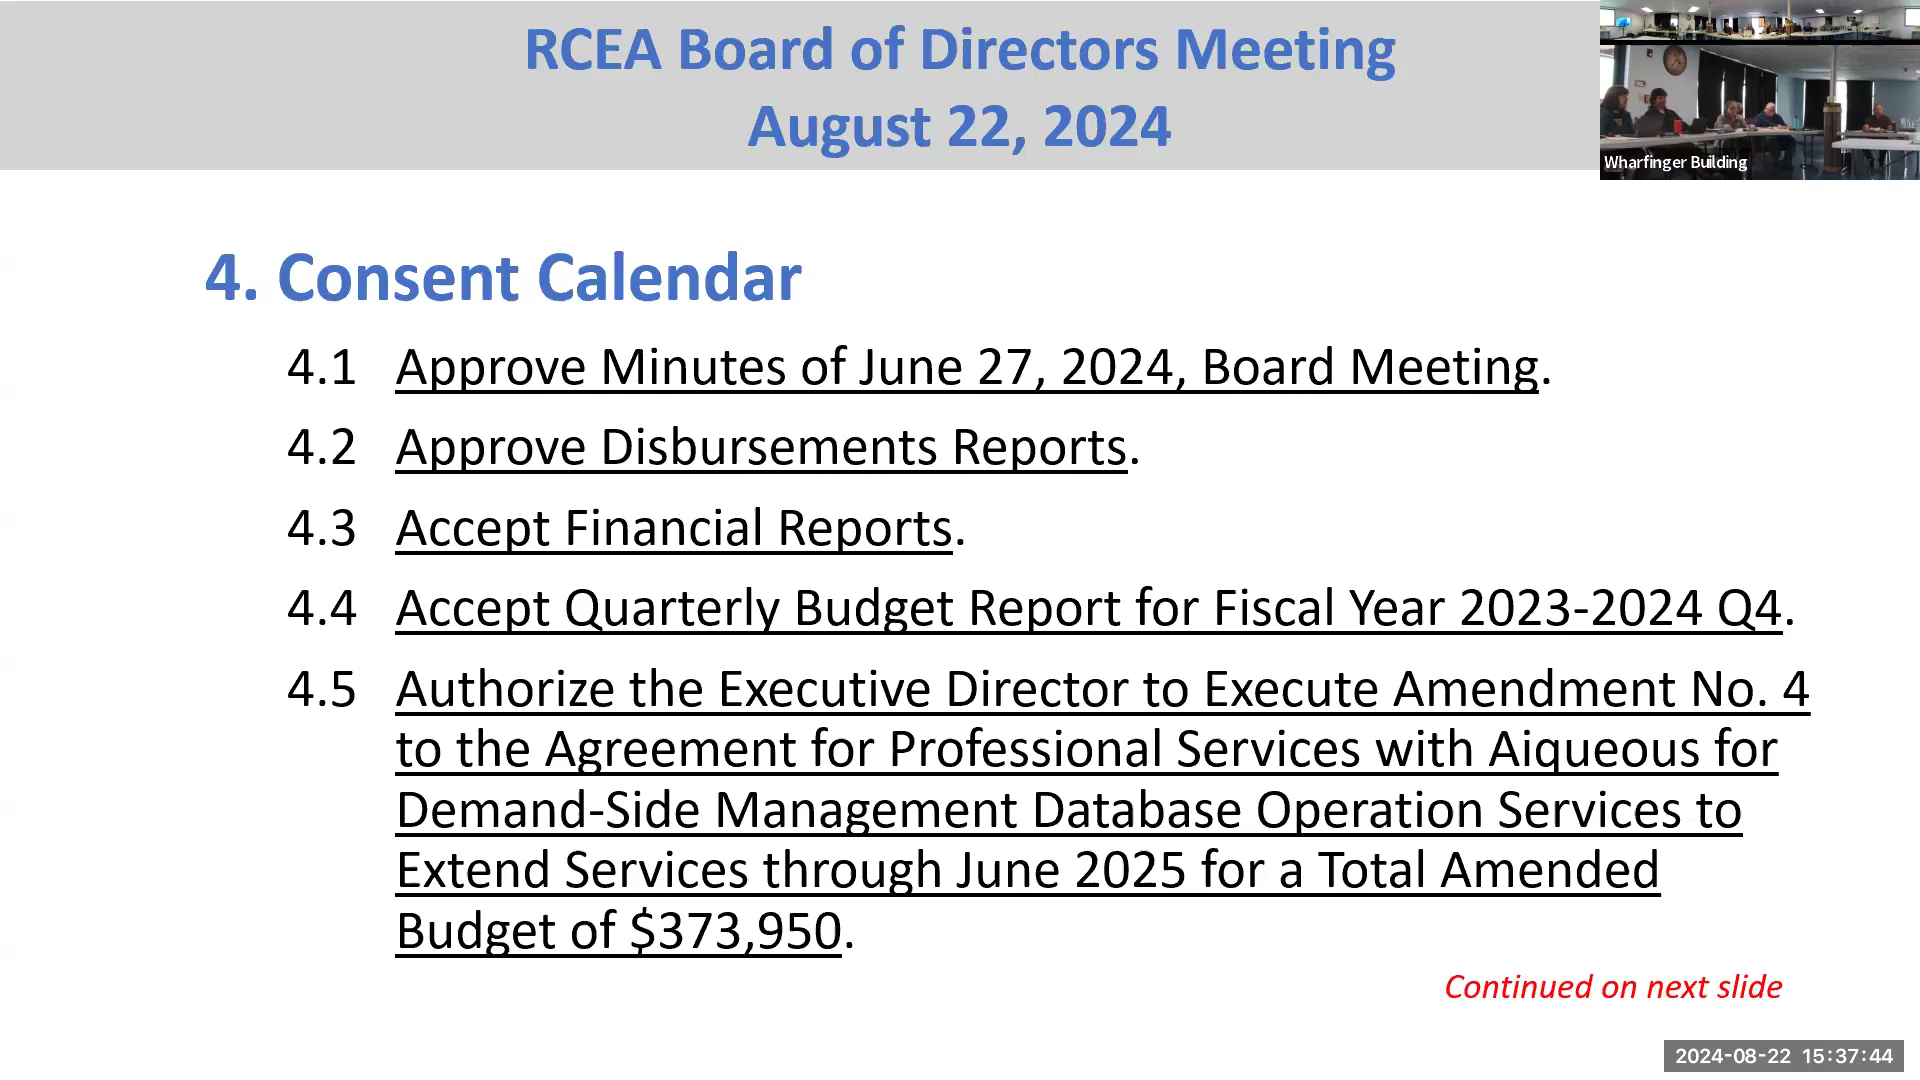 RCEA Board of Directors Meeting
August 22, 2024
Wharfinger Building
4. Consent Calendar
4.1 Approve Minutes of June 27, 2024, Board Meeting.
4.2 Approve Disbursements Reports.
4.3 Accept Financial Reports.
4.4 Accept Quarterly Budget Report for Fiscal Year 2023-2024 Q4.
4.5 Authorize the Executive Director to Execute Amendment No. 4
to the Agreement for Professional Services with Aiqueous for
Demand-Side Management Database Operation Services to
Extend Services through June 2025 for a Total Amended
Budget of $373,950.
Continued on next slide
2024-08-22 15:37:44